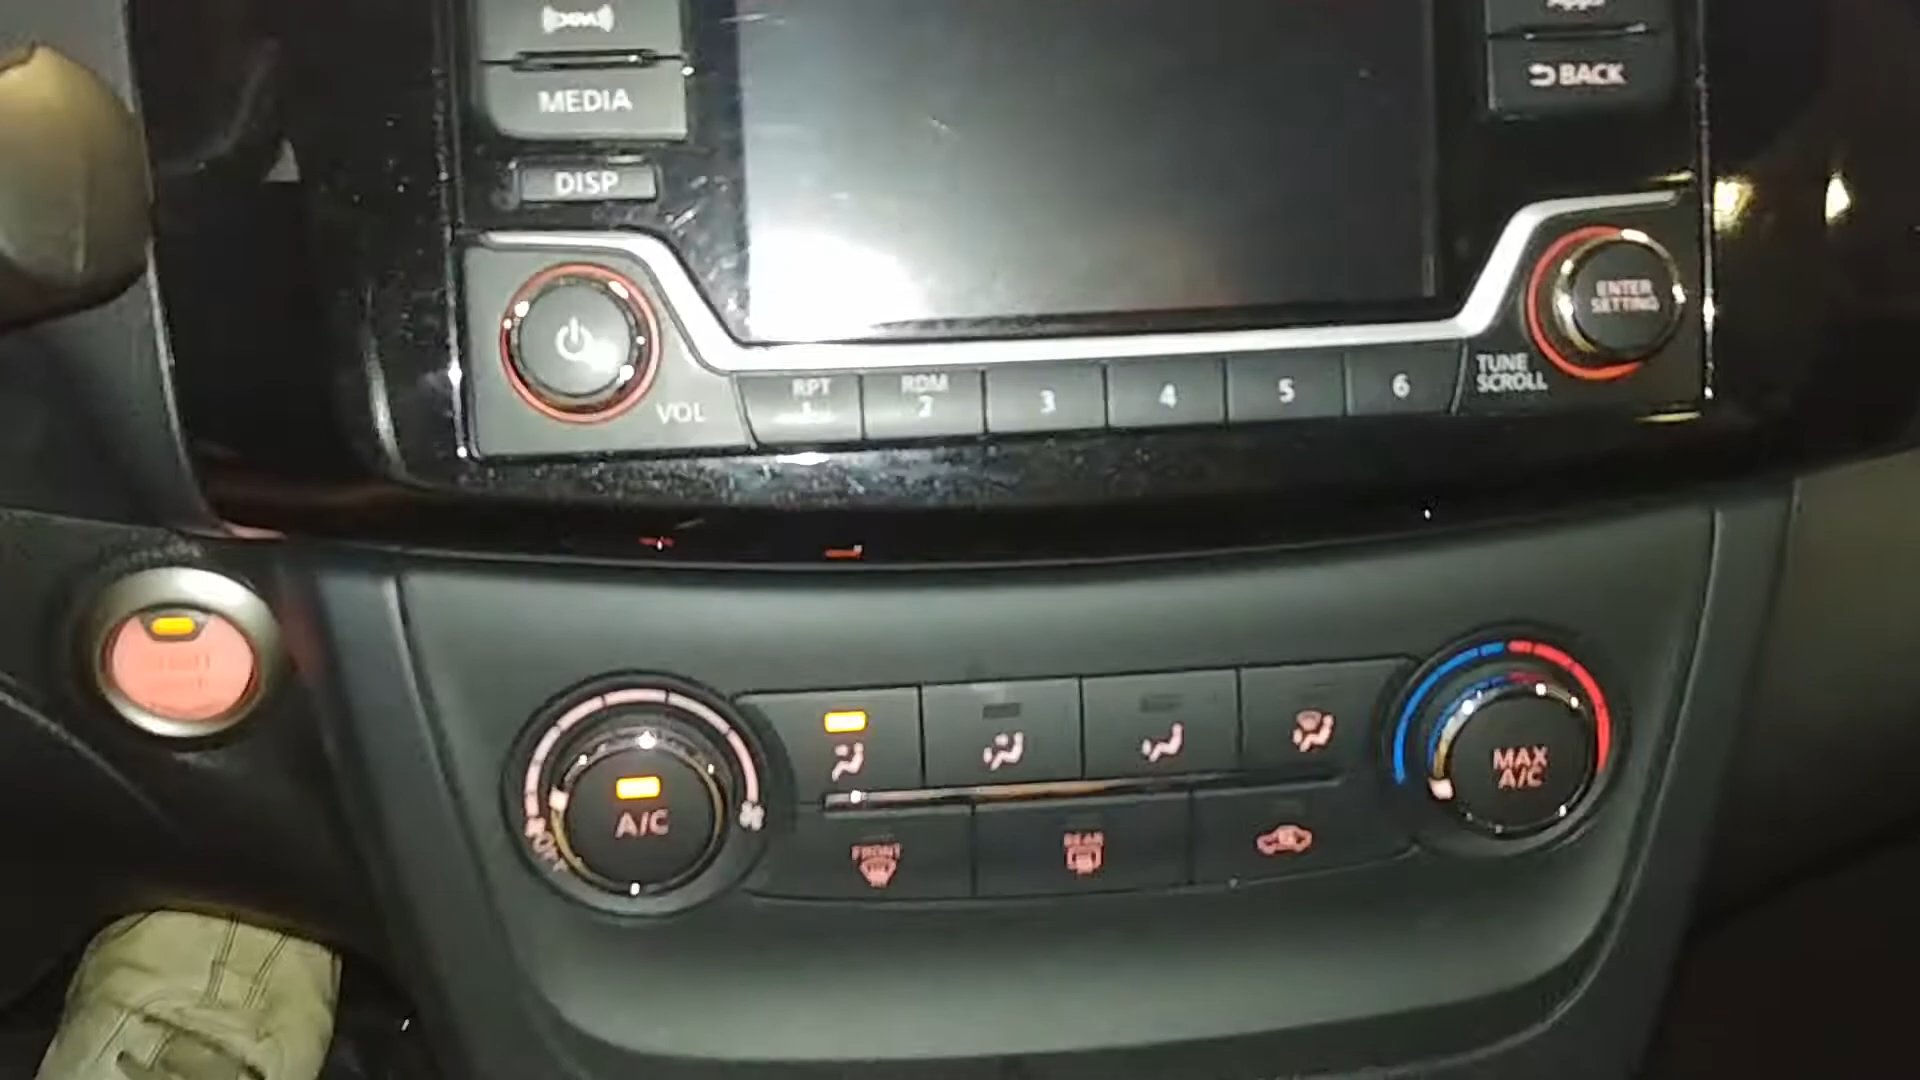 MEDIA
BACK
DISP
ENTER
SETTING
TUNE
SCROLL
VOL
RPT
1
RDM
2
3
4
5
6
A/C
OFF
MAX
A/C
FRONT
REAR